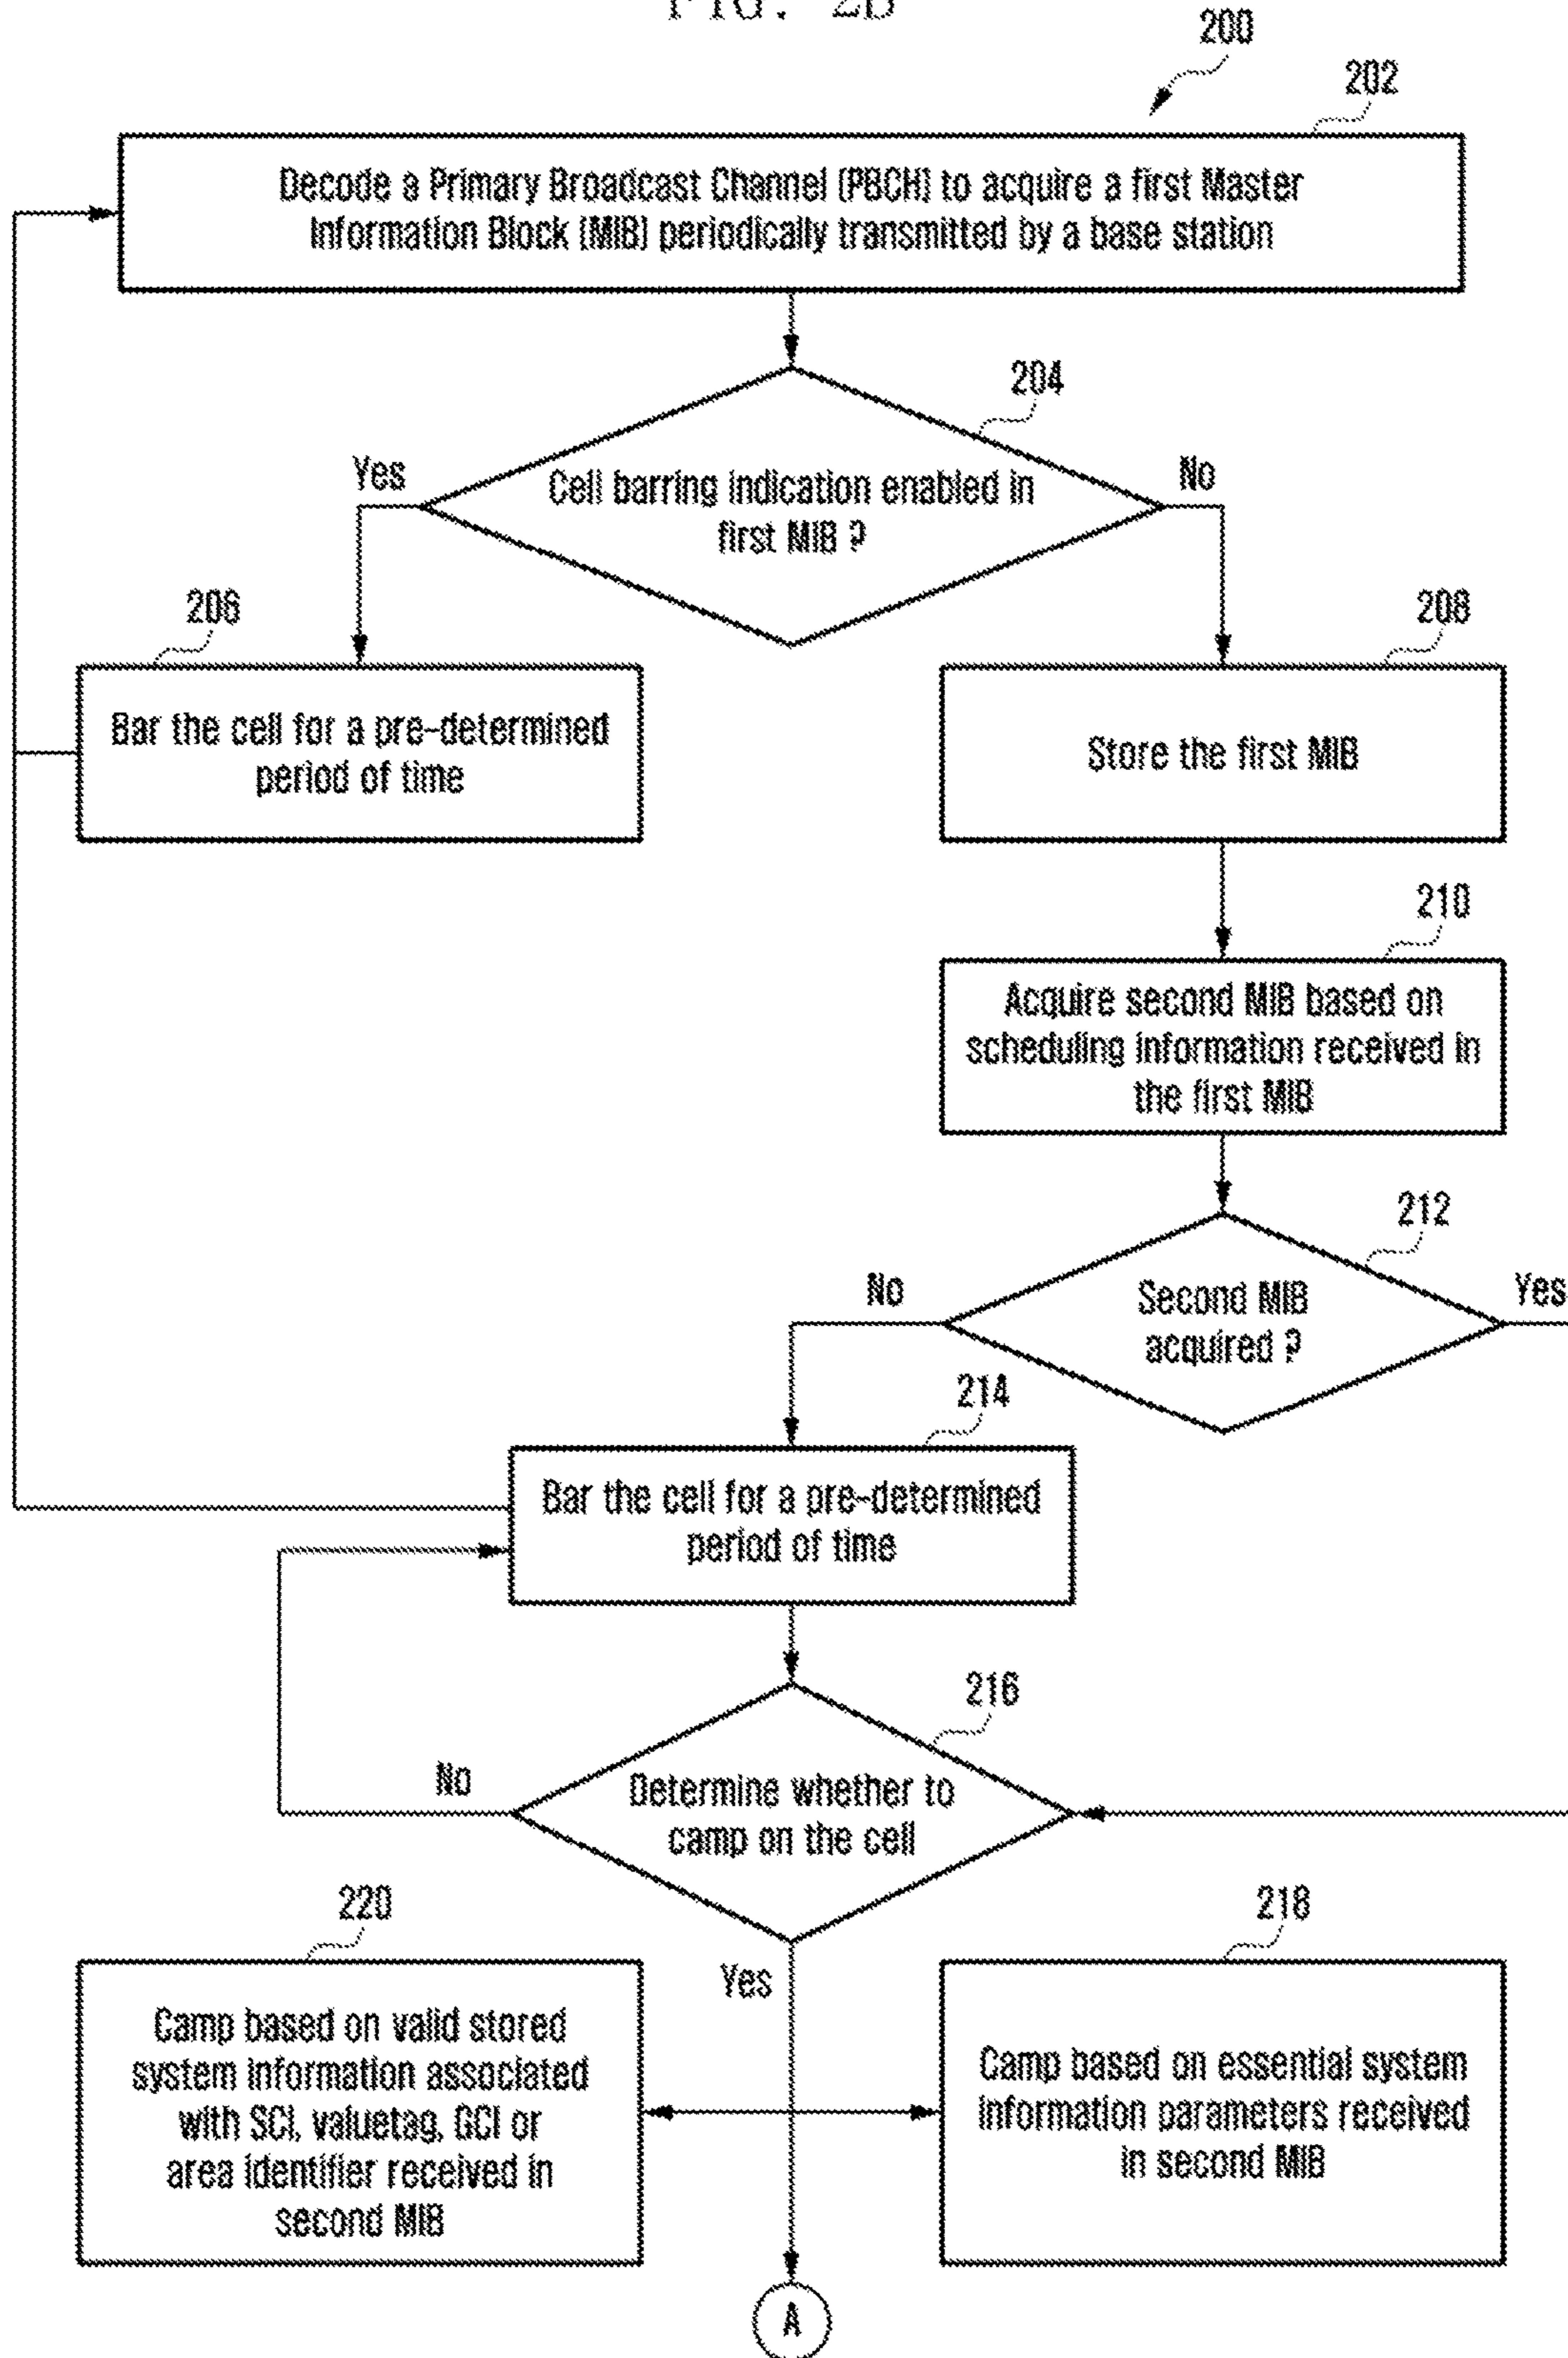 FIG. 2B
200
202
Decode a Primary Broadcast Channel (PBCH) to acquire a first Master
Information Block (MIB) periodically transmitted by a base station
204
Yes
No
Cell barring indication enabled in
first MIB ?
206
208
Bar the cell for a pre-determined
period of time
Store the first MIB
210
Acquire second MIB based on
scheduling information received in
the first MIB
212
No
Yes
Second MIB
acquired ?
214
Bar the cell for a pre-determined
period of time
216
No
Determine whether to
camp on the cell
220
218
Yes
Camp based on valid stored
system information associated
with SCI, valuetag, GCI or
area identifier received in
second MIB
Camp based on essential system
information parameters received
in second MIB
A